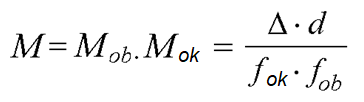 M = M_ob . M_ok = Δ · d / f_ok · f_ob